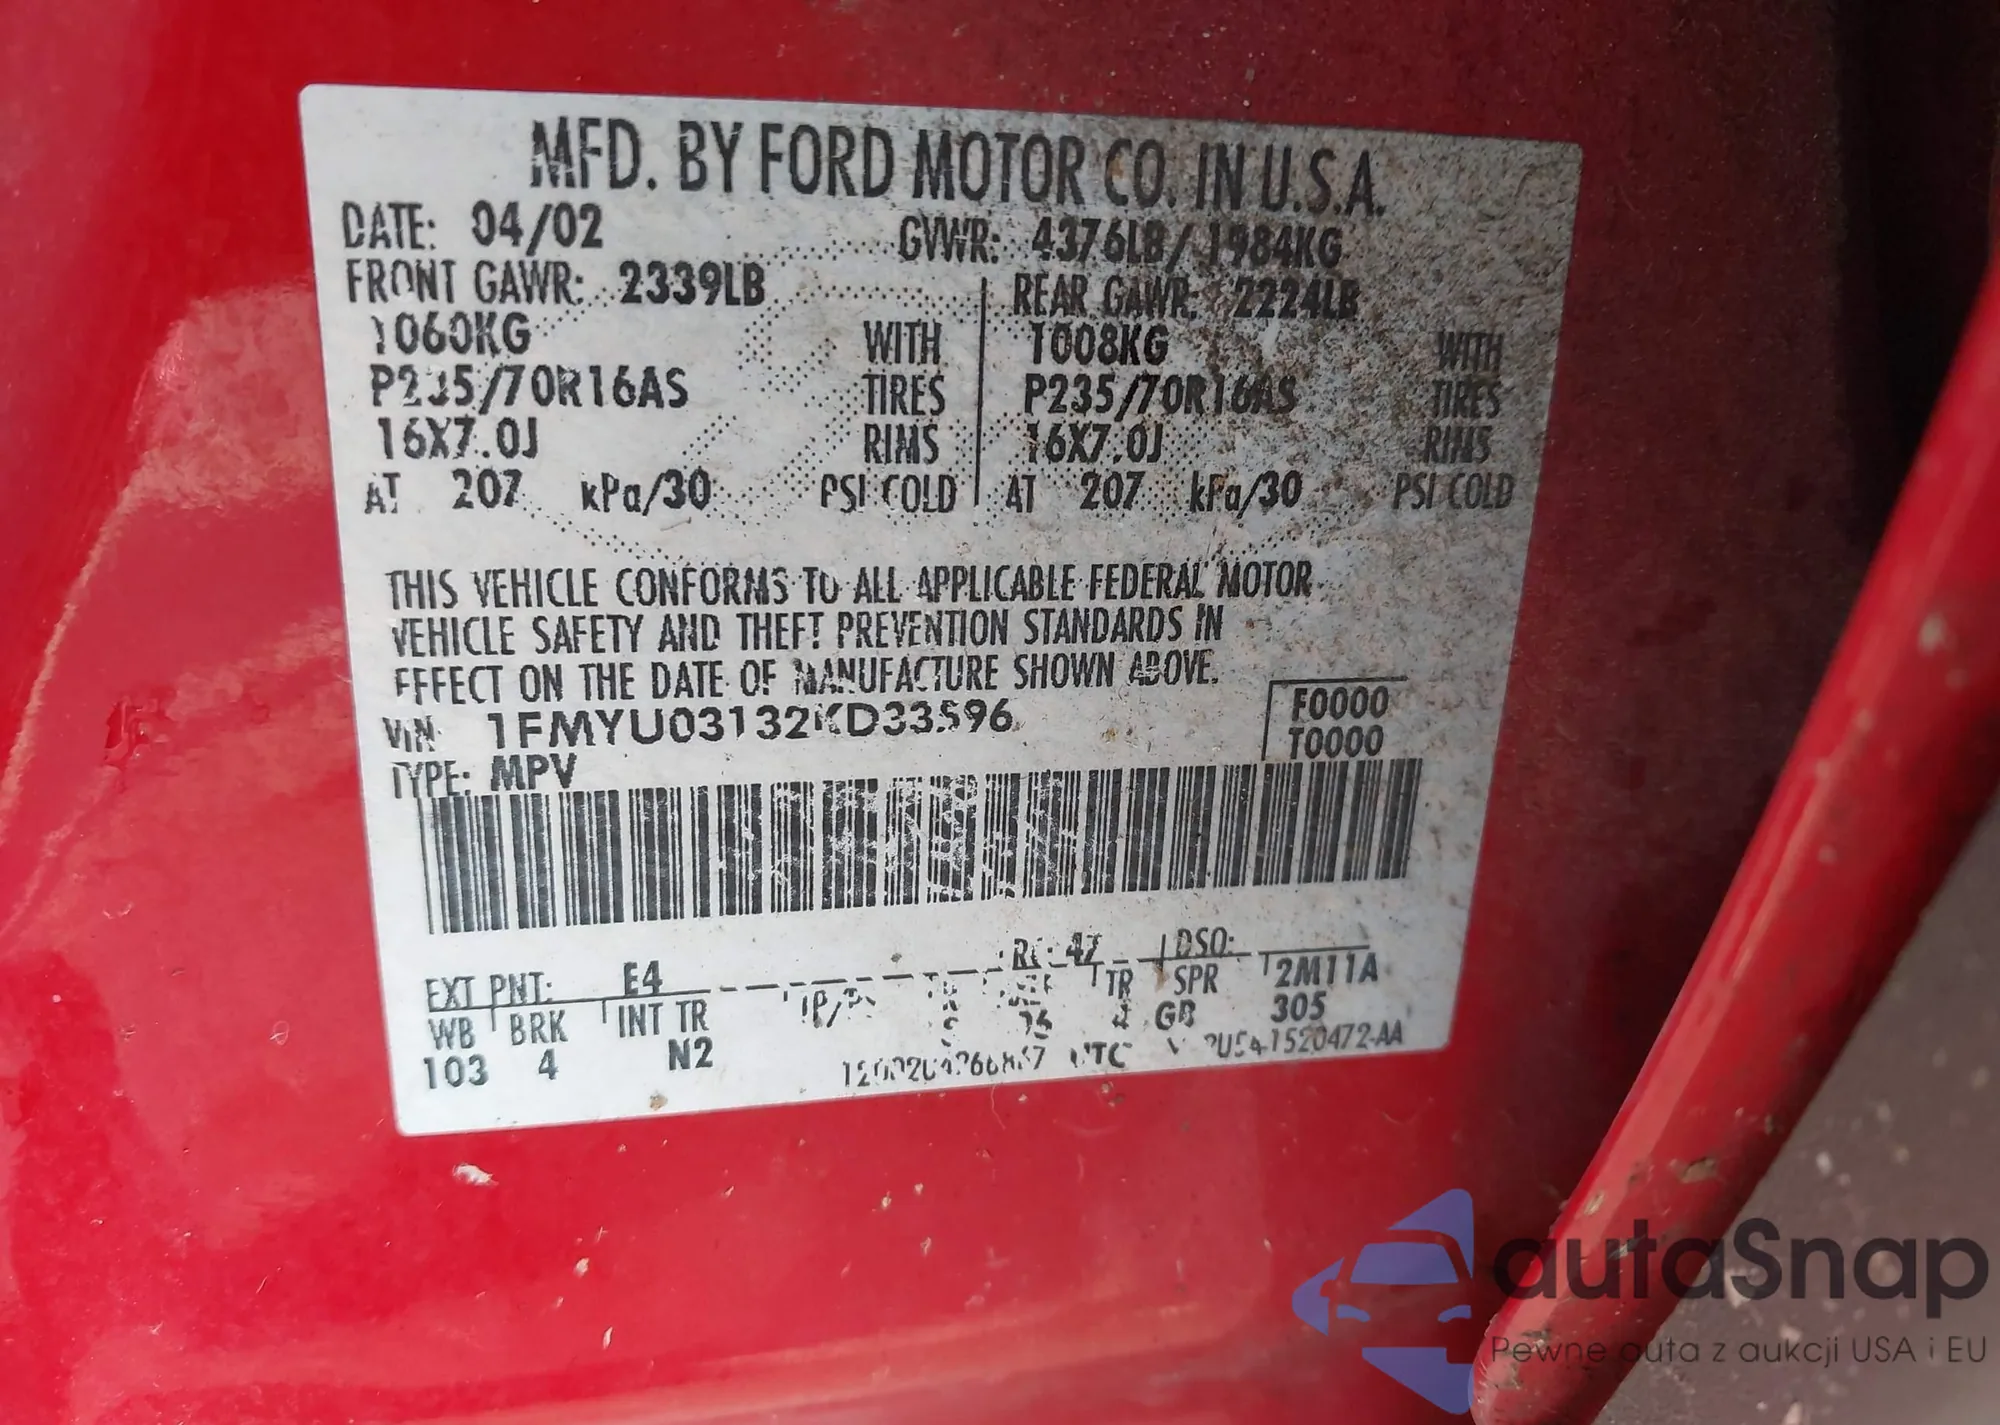 MFD. BY FORD MOTOR CO. IN U.S.A.
DATE: 04/02 GVWR: 4376LB/ 1984KG
FRONT GAWR: 2339LB REAR GAWR: 2224LB
1060KG WITH 1008KG WITH
P235/70R16AS TIRES P235/70R16AS TIRES
16X7.0J RIMS 16X7.0J RIMS
AT 207 kPa/30 PSI COLD AT 207 kPa/30 PSI COLD
THIS VEHICLE CONFORMS TO ALL APPLICABLE FEDERAL MOTOR
VEHICLE SAFETY AND THEFT PREVENTION STANDARDS IN
EFFECT ON THE DATE OF MANUFACTURE SHOWN ABOVE.
VIN: 1FMYU03132KD33596
F0000
T0000
TYPE: MPV
47 DSO:
EXT PNT: E4
WB BRK INT TR TR SPR 2M11A
103 4 N2 4 GB 305
autaSnap
Pewne auta z aukcji USA i EU